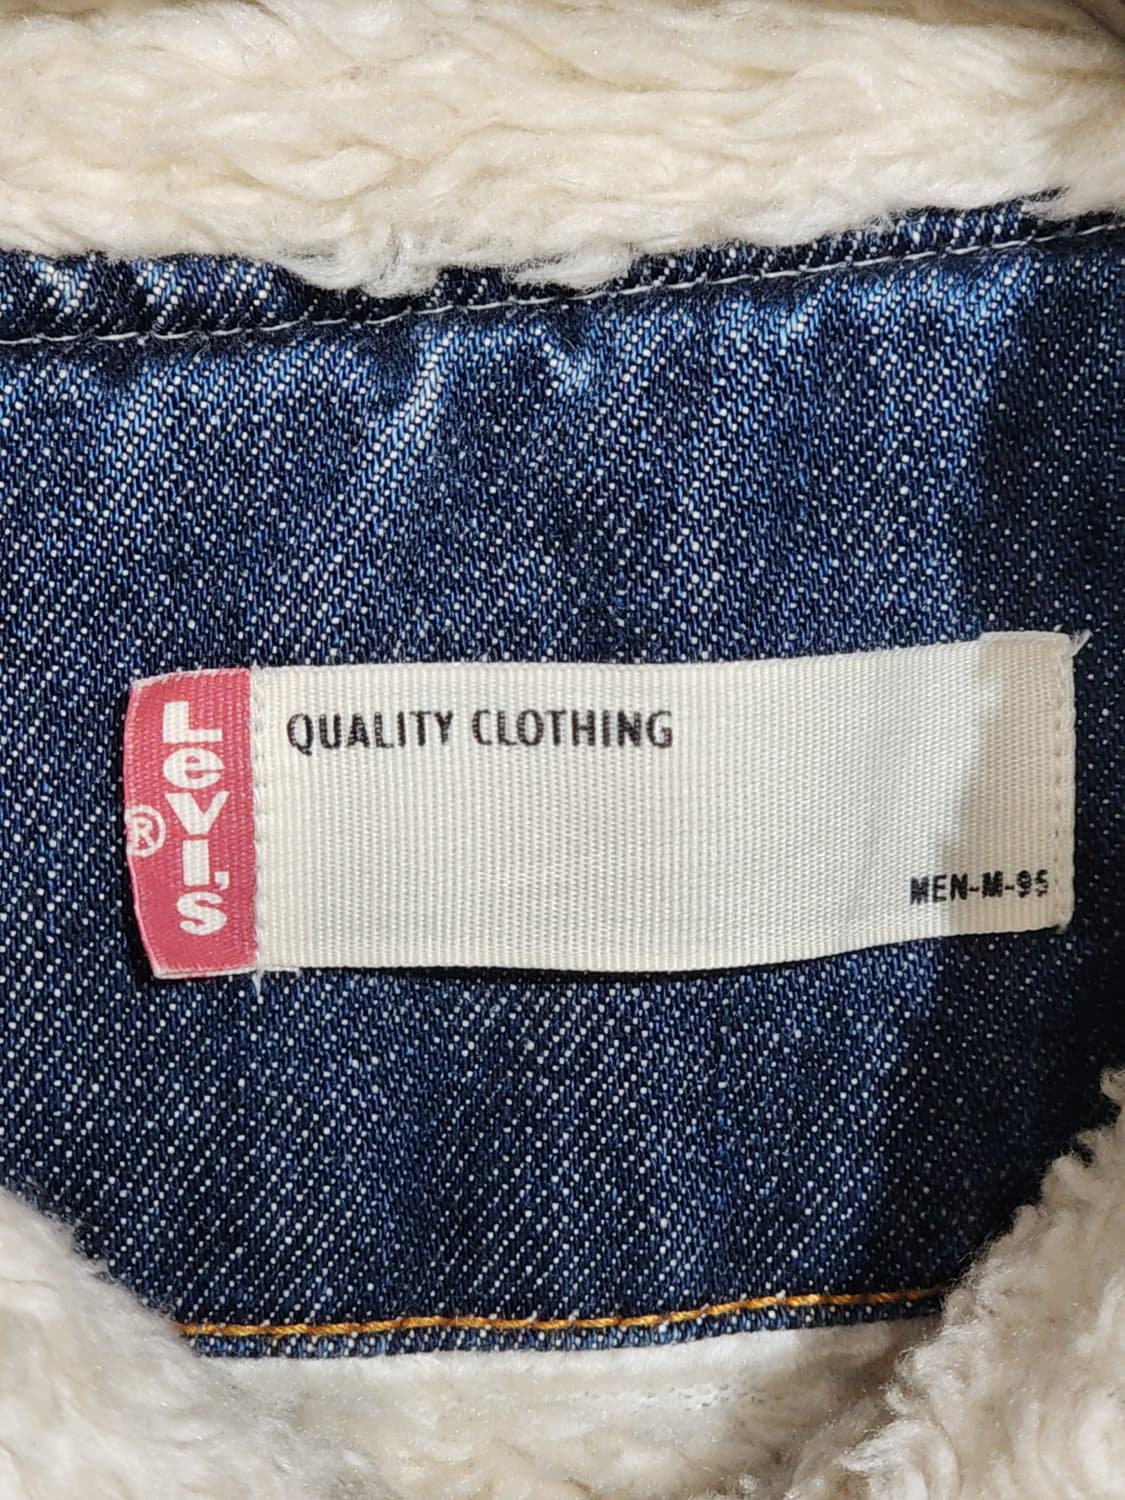 Levi's
®
QUALITY CLOTHING
MEN-M-95